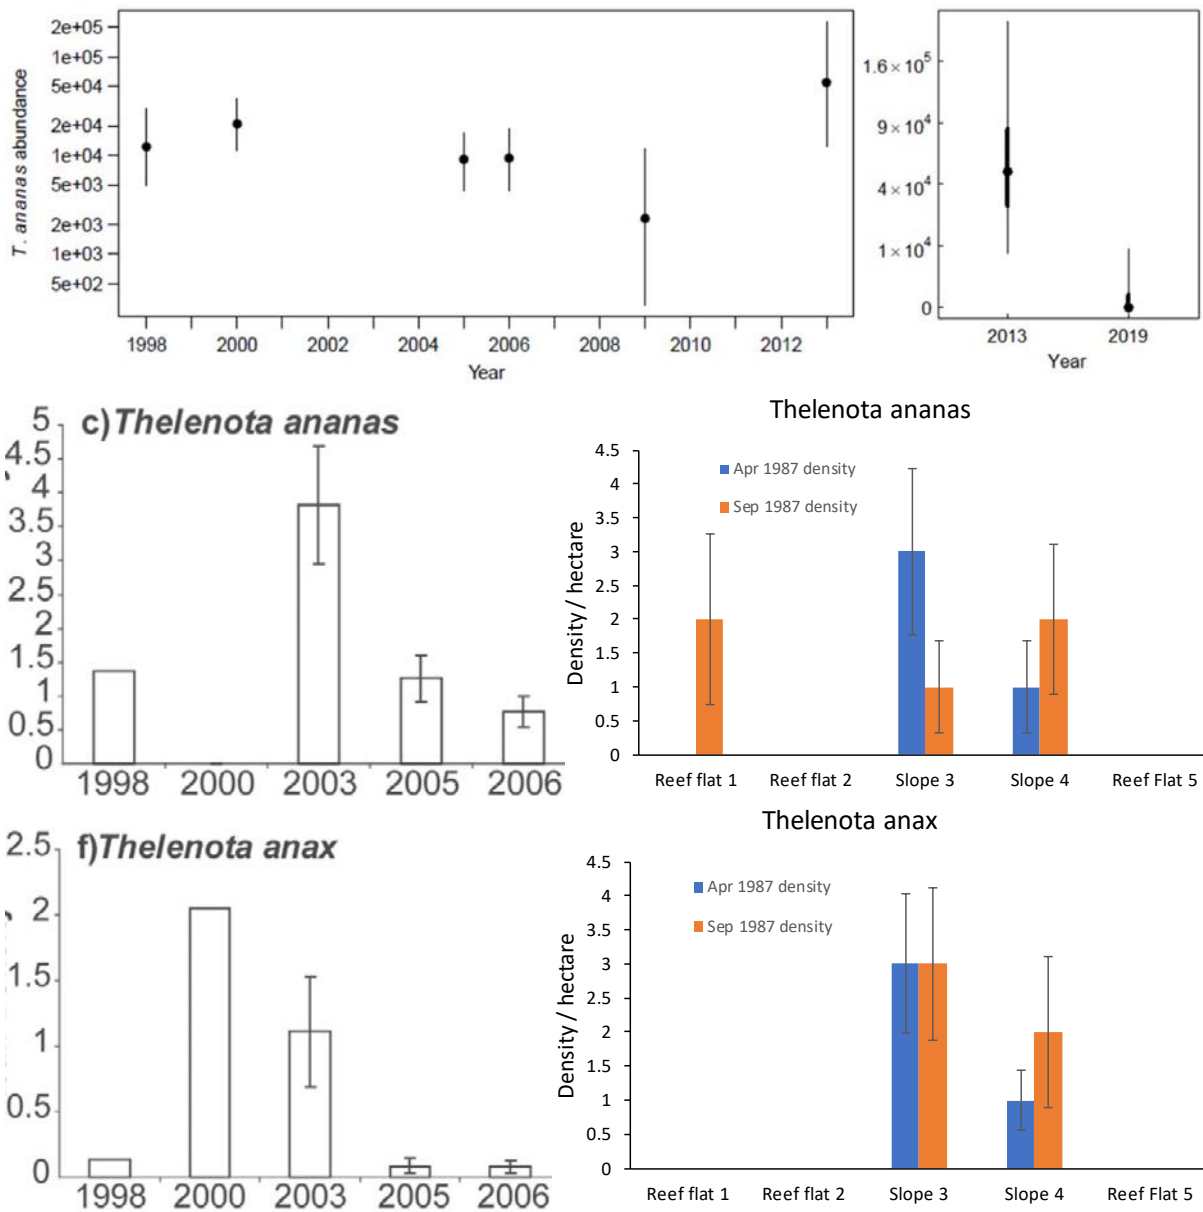 T. ananas abundance
2e+05
1e+05
5e+04
2e+04
1e+04
5e+03
2e+03
1e+03
5e+02
1998 2000 2002 2004 2006 2008 2010 2012
Year
1.6 × 10⁵
9 × 10⁴
4 × 10⁴
1 × 10⁴
0
2013 2019
Year
c) Thelenota ananas
5
4.5
4
3.5
3
2.5
2
1.5
1
0.5
0
1998 2000 2003 2005 2006
Thelenota ananas
Apr 1987 density
Sep 1987 density
Density / hectare
4.5
4
3.5
3
2.5
2
1.5
1
0.5
0
Reef flat 1 Reef flat 2 Slope 3 Slope 4 Reef Flat 5
f) Thelenota anax
2.5
2
1.5
1
0.5
0
1998 2000 2003 2005 2006
Thelenota anax
Apr 1987 density
Sep 1987 density
Density / hectare
4.5
4
3.5
3
2.5
2
1.5
1
0.5
0
Reef flat 1 Reef flat 2 Slope 3 Slope 4 Reef Flat 5